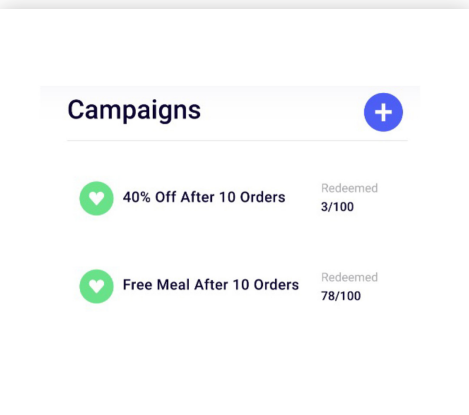 Campaigns
40% Off After 10 Orders
Redeemed
3/100
Free Meal After 10 Orders
Redeemed
78/100